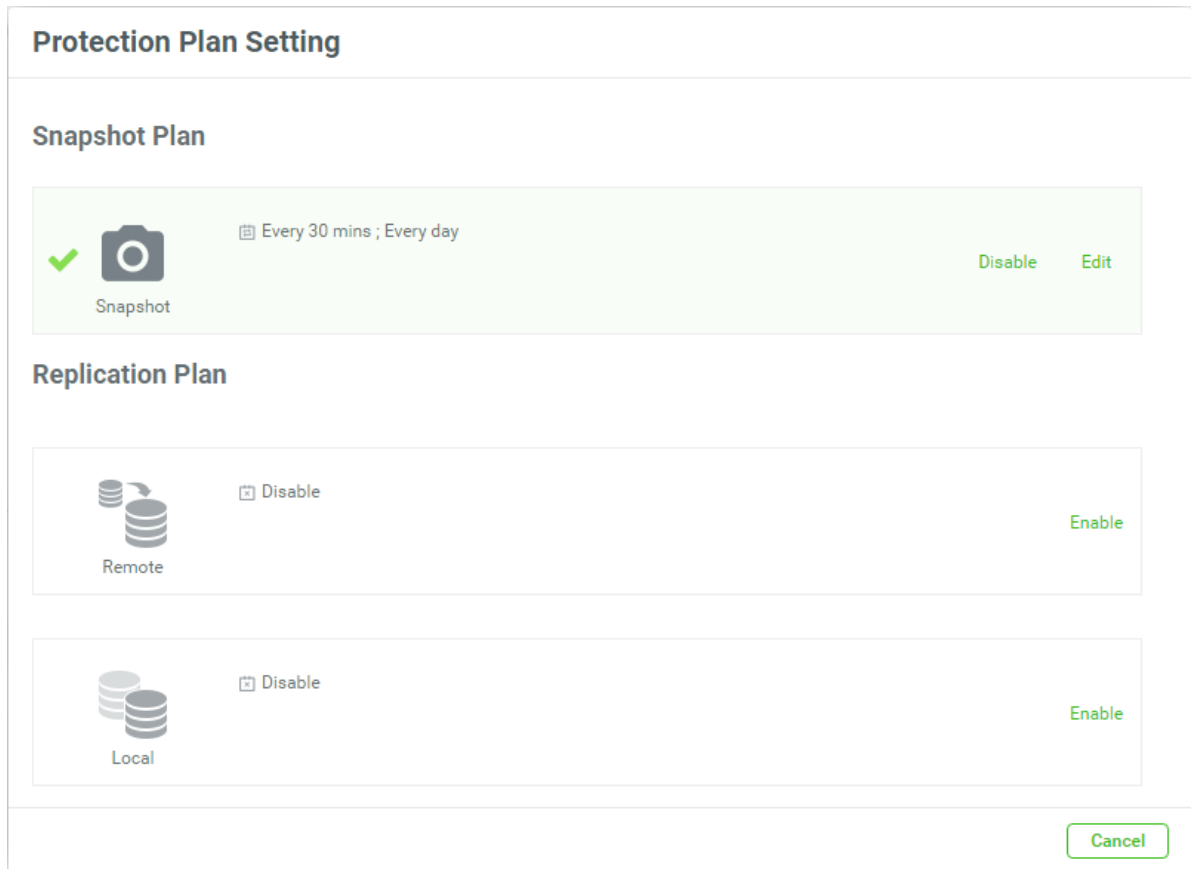 Protection Plan Setting
Snapshot Plan
Every 30 mins ; Every day
Disable Edit
Snapshot
Replication Plan
Disable
Enable
Remote
Disable
Enable
Local
Cancel